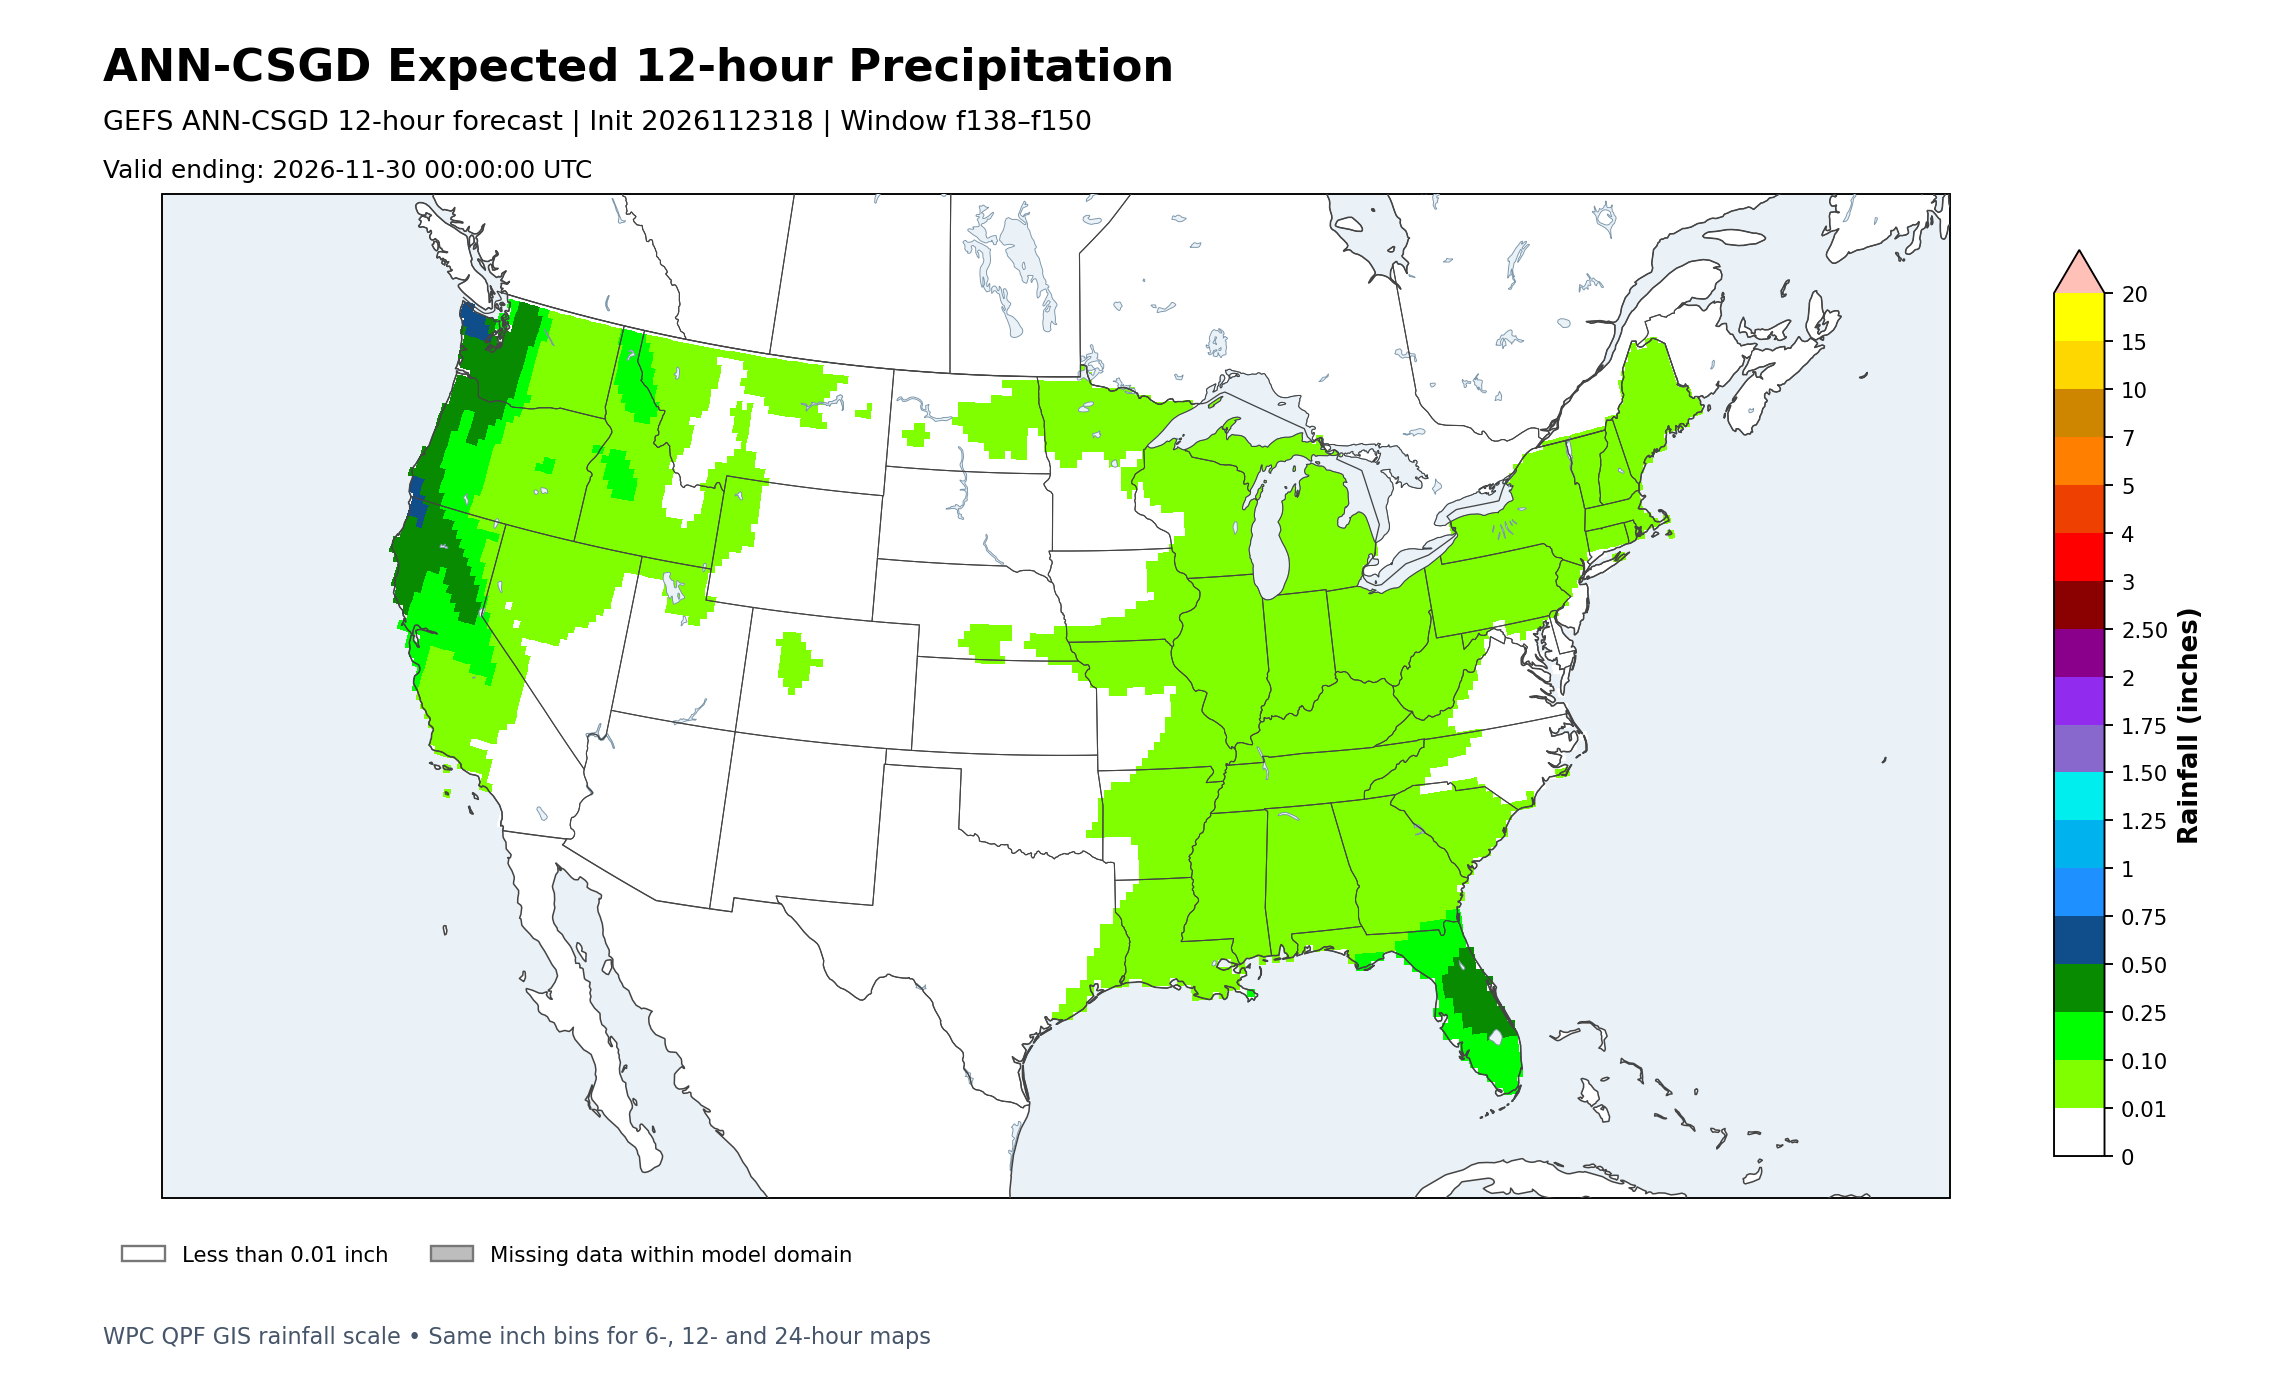 ANN-CSGD Expected 12-hour Precipitation
GEFS ANN-CSGD 12-hour forecast | Init 2026112318 | Window f138–f150
Valid ending: 2026-11-30 00:00:00 UTC
20
15
10
7
5
4
3
2.50
2
1.75
1.50
1.25
1
0.75
0.50
0.25
0.10
0.01
0
Rainfall (inches)
Less than 0.01 inch
Missing data within model domain
WPC QPF GIS rainfall scale • Same inch bins for 6-, 12- and 24-hour maps